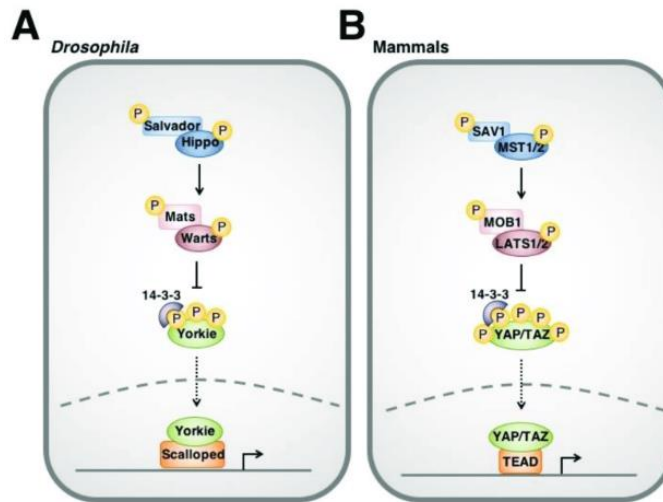 A
Drosophila
P
Salvador
P
Hippo
P
Mats
P
Warts
14-3-3
P P P
Yorkie
Yorkie
Scalloped
B
Mammals
P
SAV1
P
MST1/2
P
MOB1
P
LATS1/2
14-3-3
P P P
P YAP/TAZ P
YAP/TAZ
TEAD